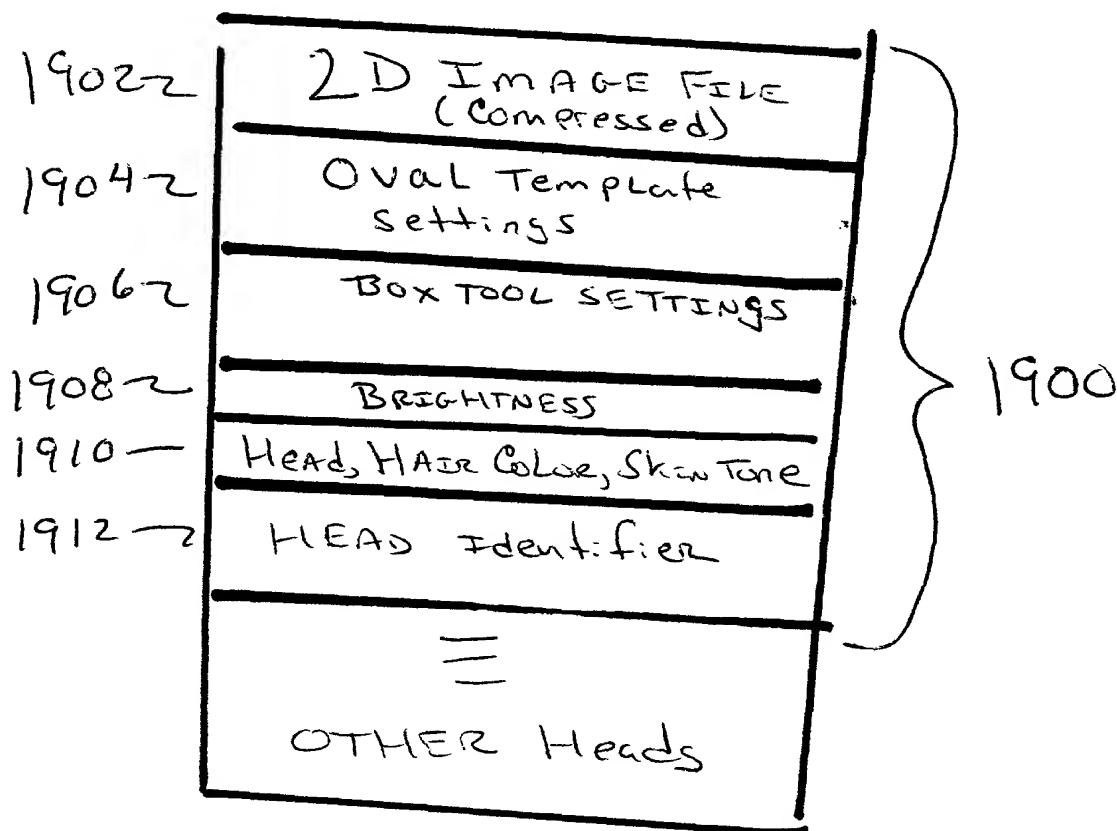 1902 2D IMAGE FILE
(Compressed)
1904 Oval Template
settings
1906 BOX TOOL SETTINGS
1908 BRIGHTNESS
1910 Head, HAIR Color, Skin Tone
1912 HEAD Identifier
1900
OTHER Heads